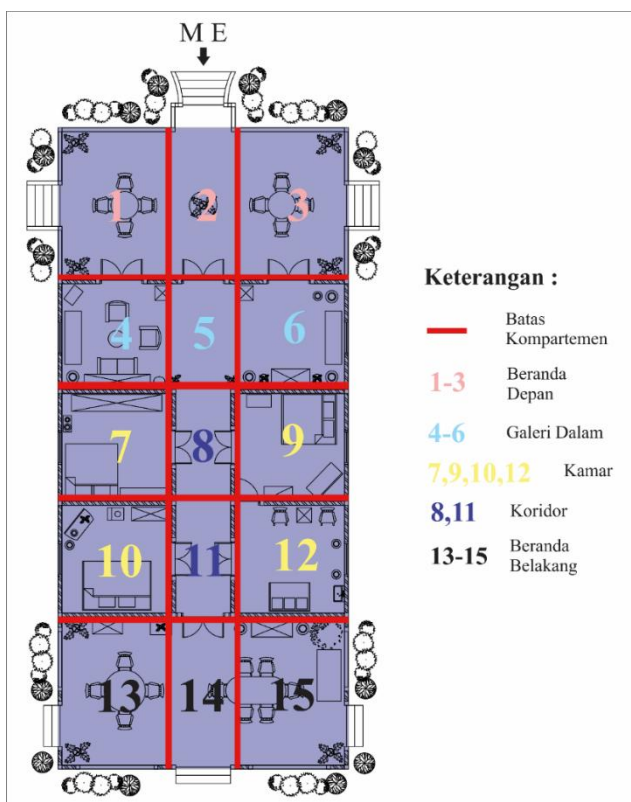 M E
1 2 3
4 5 6
7 8 9
10 11 12
13 14 15
Keterangan :
Batas
Kompartemen
1-3 Beranda
Depan
4-6 Galeri Dalam
7,9,10,12 Kamar
8,11 Koridor
13-15 Beranda
Belakang